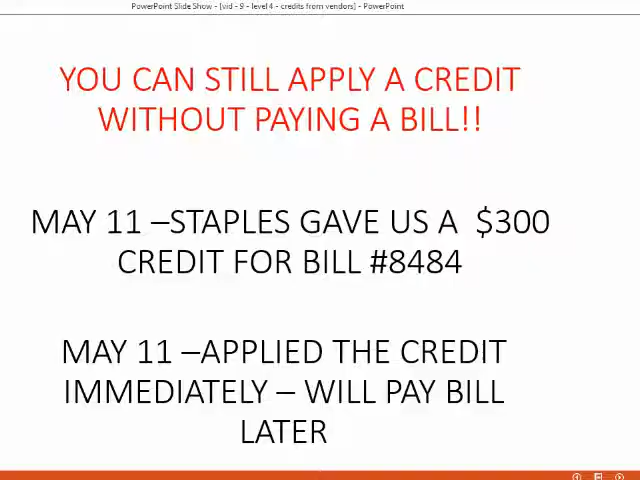 PowerPoint Slide Show - [vid - 9 - level 4 - credits from vendors] - PowerPoint
YOU CAN STILL APPLY A CREDIT
WITHOUT PAYING A BILL!!
MAY 11 –STAPLES GAVE US A $300
CREDIT FOR BILL #8484
MAY 11 –APPLIED THE CREDIT
IMMEDIATELY – WILL PAY BILL
LATER